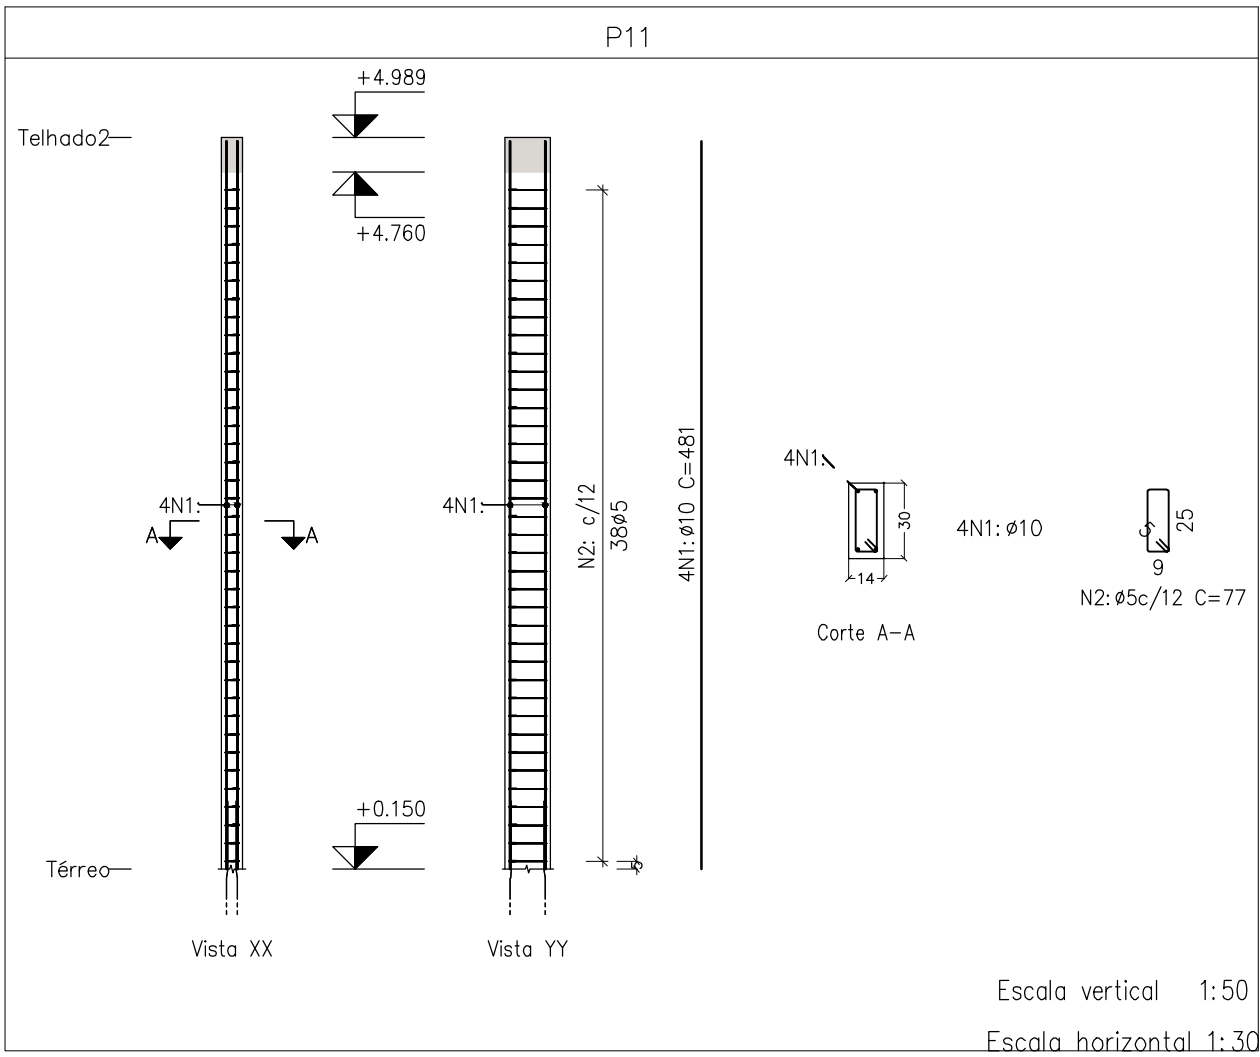 P11
+4.989
Telhado2
+4.760
4N1:
4N1:
A
A
N2: c/12
38ø5
4N1: ø10 C=481
4N1:
30
14
Corte A-A
4N1: ø10
5
25
9
N2: ø5c/12 C=77
+0.150
Térreo
5
Vista XX
Vista YY
Escala vertical 1:50
Escala horizontal 1:30